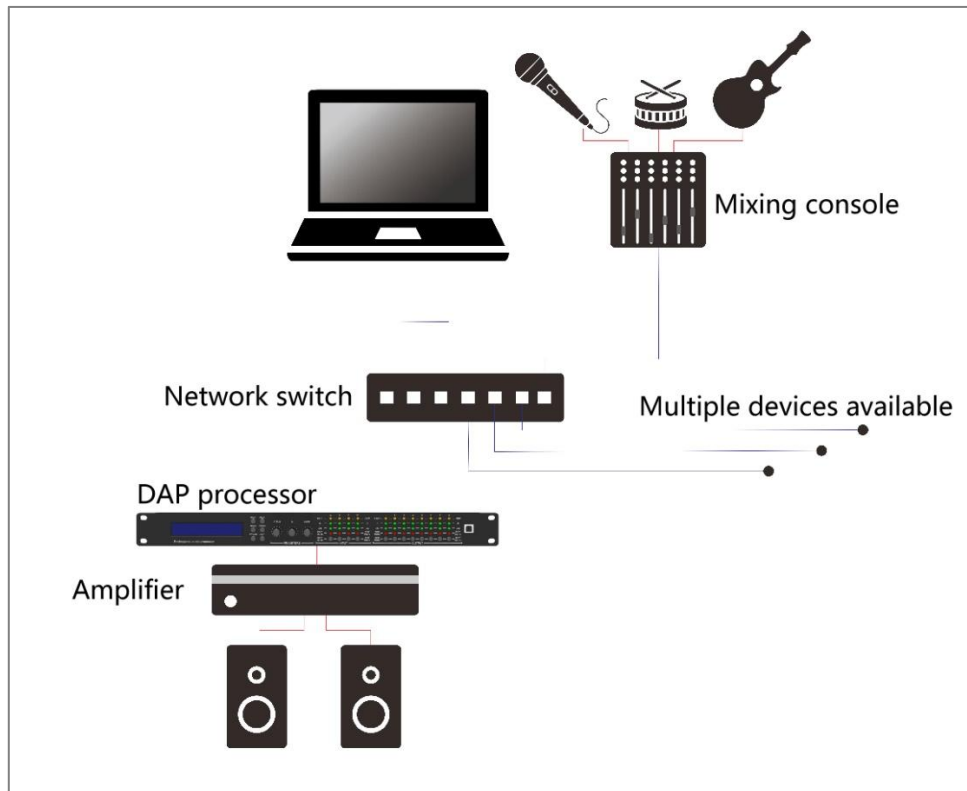 Mixing console
Network switch
Multiple devices available
DAP processor
Amplifier